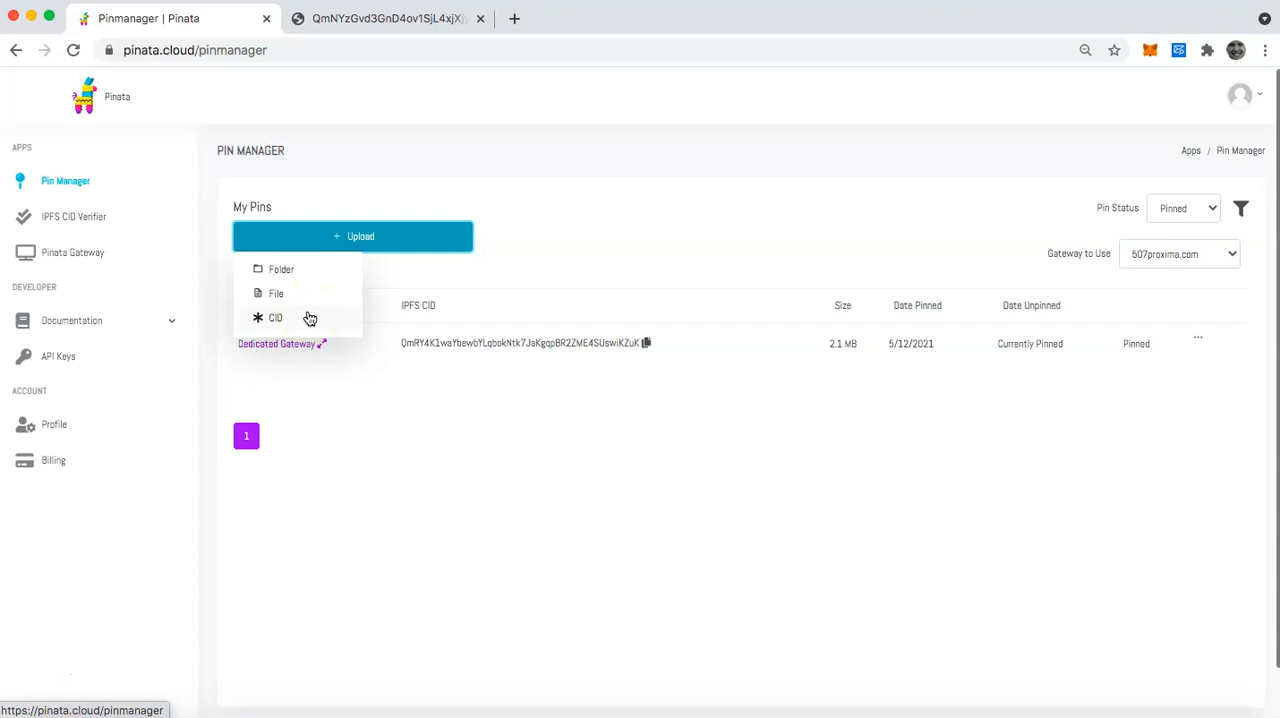 Pinmanager | Pinata
QmNYzGvd3GnD4ov1SjL4xjXj
pinata.cloud/pinmanager
Pinata
APPS
Pin Manager
IPFS CID Verifier
Pinata Gateway
DEVELOPER
Documentation
API Keys
ACCOUNT
Profile
Billing
PIN MANAGER
Apps / Pin Manager
My Pins
Pin Status Pinned
+ Upload
Gateway to Use 507proxima.com
Folder
File
CID
IPFS CID Size Date Pinned Date Unpinned
Dedicated Gateway QmRY4K1waYbewbYLqbokNtk7JaKgqpBR2ZZME4SUswiKZuK 2.1 MB 5/12/2021 Currently Pinned Pinned ...
1
https://pinata.cloud/pinmanager